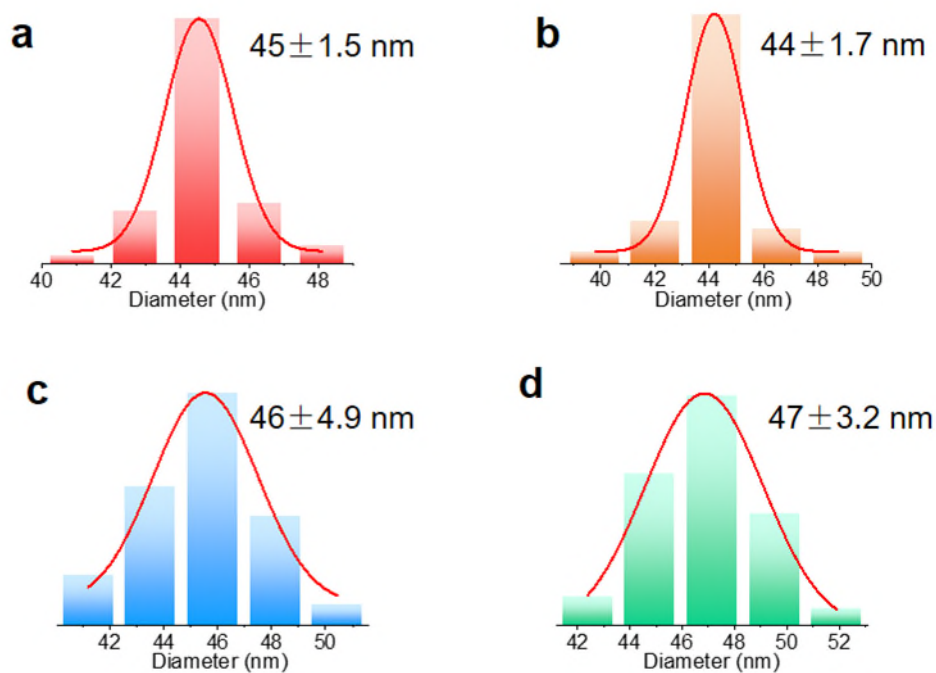 a
45±1.5 nm
40 42 44 46 48
Diameter (nm)
b
44±1.7 nm
40 42 44 46 48 50
Diameter (nm)
c
46±4.9 nm
42 44 46 48 50
Diameter (nm)
d
47±3.2 nm
42 44 46 48 50 52
Diameter (nm)